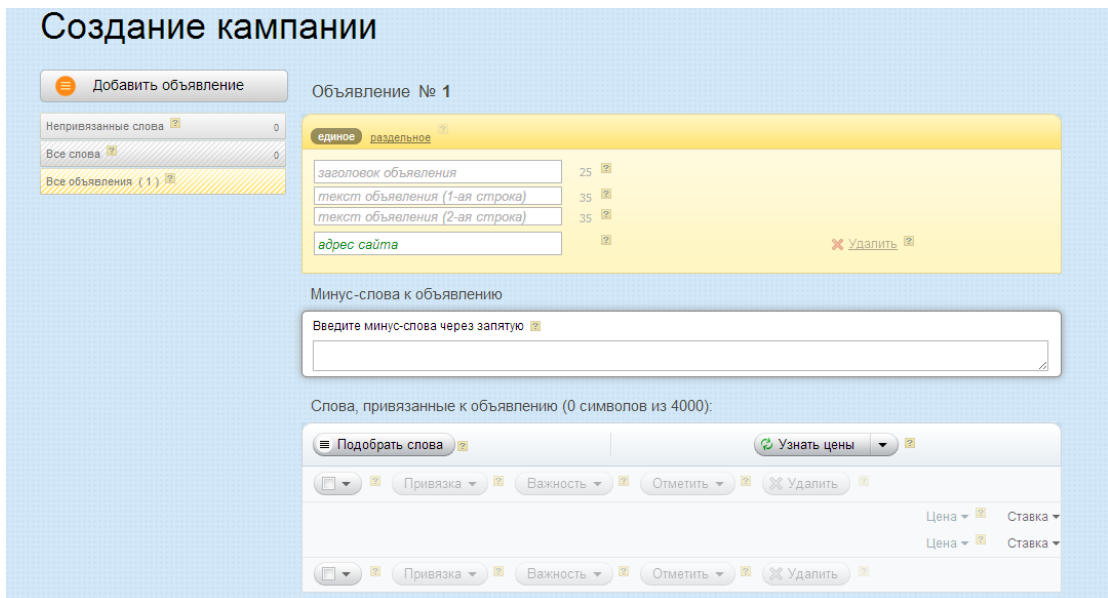 Создание кампании
Добавить объявление
Объявление № 1
Непривязанные слова ? 0
Все слова ? 0
Все объявления ( 1 ) ?
единое раздельное ?
заголовок объявления 25 ?
текст объявления (1-ая строка) 35 ?
текст объявления (2-ая строка) 35 ?
адрес сайта ? Удалить ?
Минус-слова к объявлению
Введите минус-слова через запятую ?
Слова, привязанные к объявлению (0 символов из 4000):
Подобрать слова ? Узнать цены ?
? Привязка ? Важность ? Отметить ? Удалить ?
Цена ? Ставка
Цена ? Ставка
? Привязка ? Важность ? Отметить ? Удалить ?